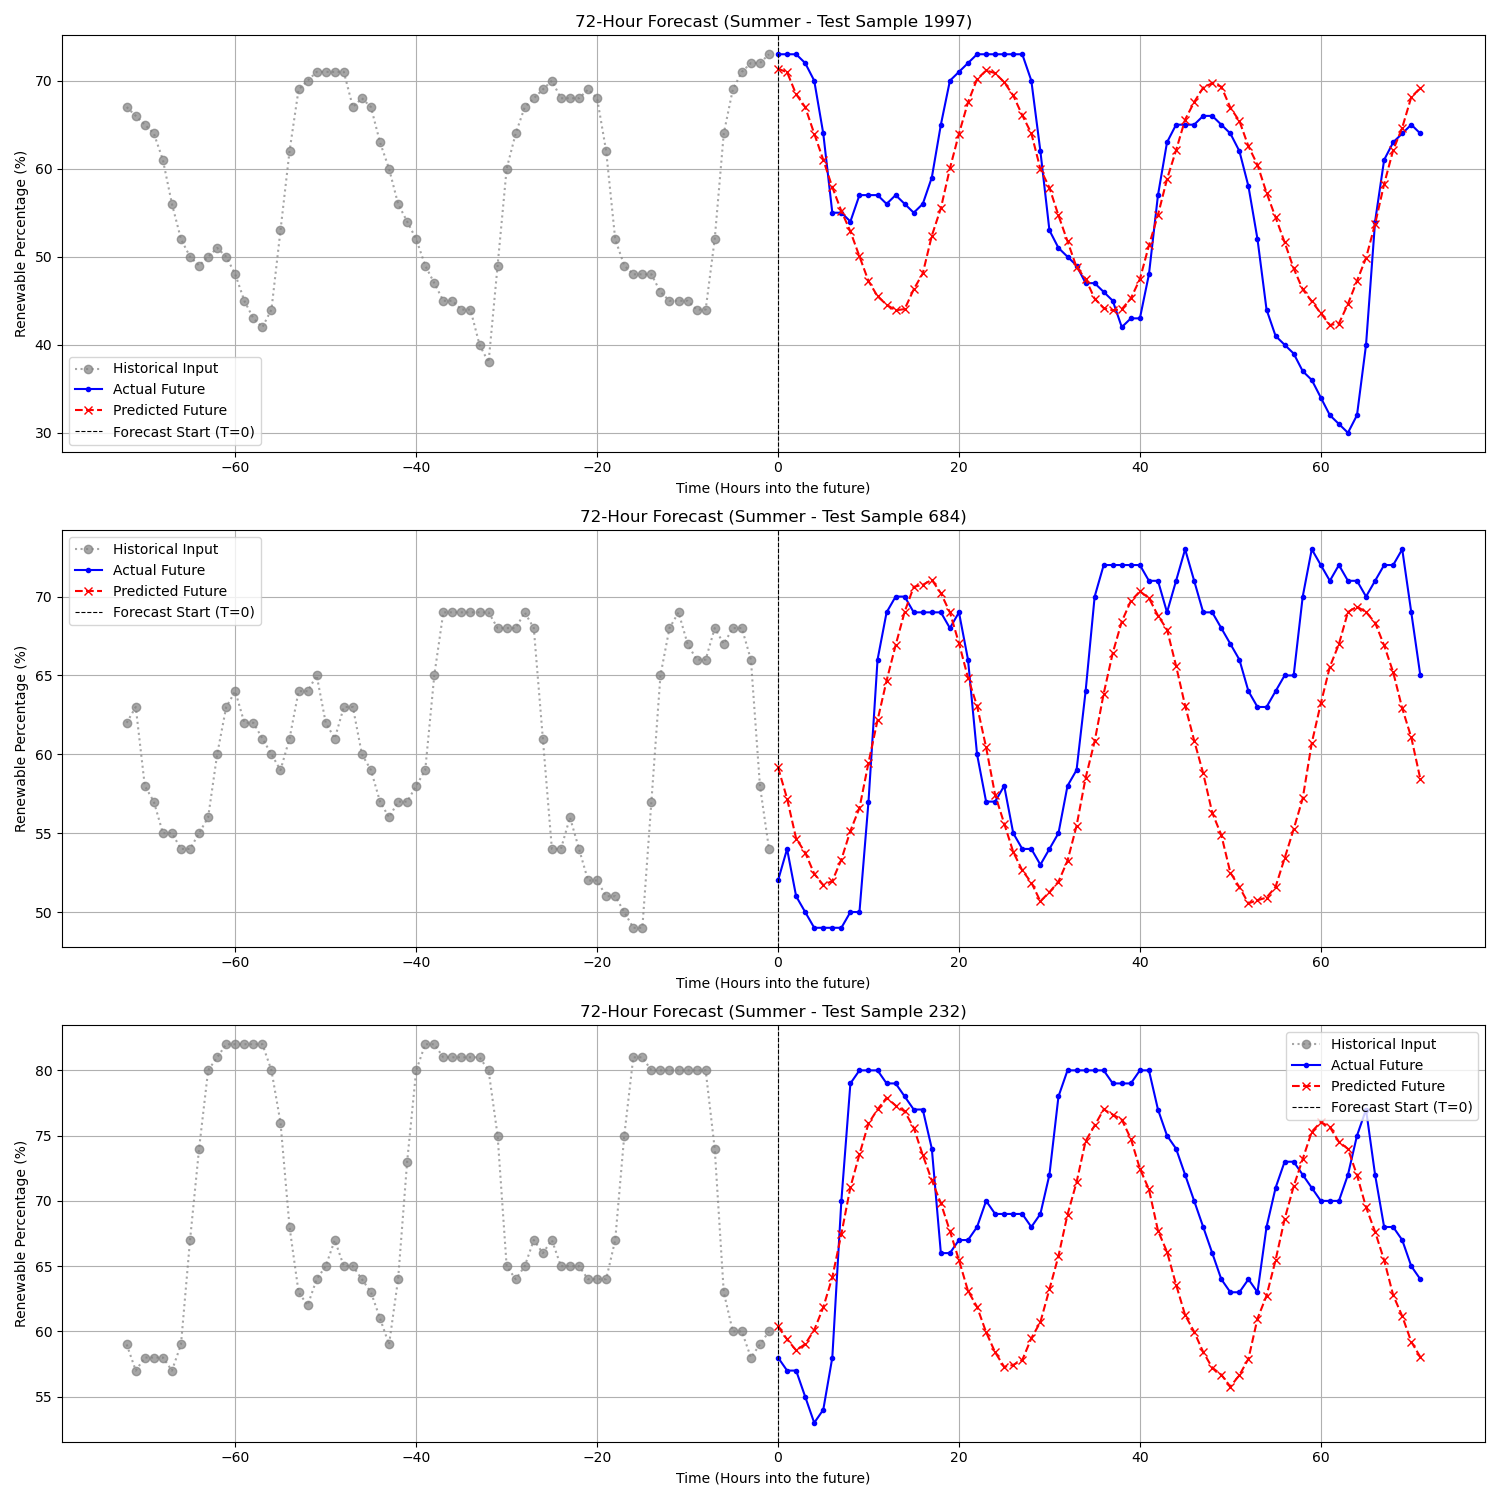 72-Hour Forecast (Summer - Test Sample 1997)
Renewable Percentage (%)
70
60
50
40
30
Historical Input
Actual Future
Predicted Future
Forecast Start (T=0)
−60 −40 −20 0 20 40 60
Time (Hours into the future)
72-Hour Forecast (Summer - Test Sample 684)
Renewable Percentage (%)
70
65
60
55
50
Historical Input
Actual Future
Predicted Future
Forecast Start (T=0)
−60 −40 −20 0 20 40 60
Time (Hours into the future)
72-Hour Forecast (Summer - Test Sample 232)
Renewable Percentage (%)
80
75
70
65
60
55
Historical Input
Actual Future
Predicted Future
Forecast Start (T=0)
−60 −40 −20 0 20 40 60
Time (Hours into the future)